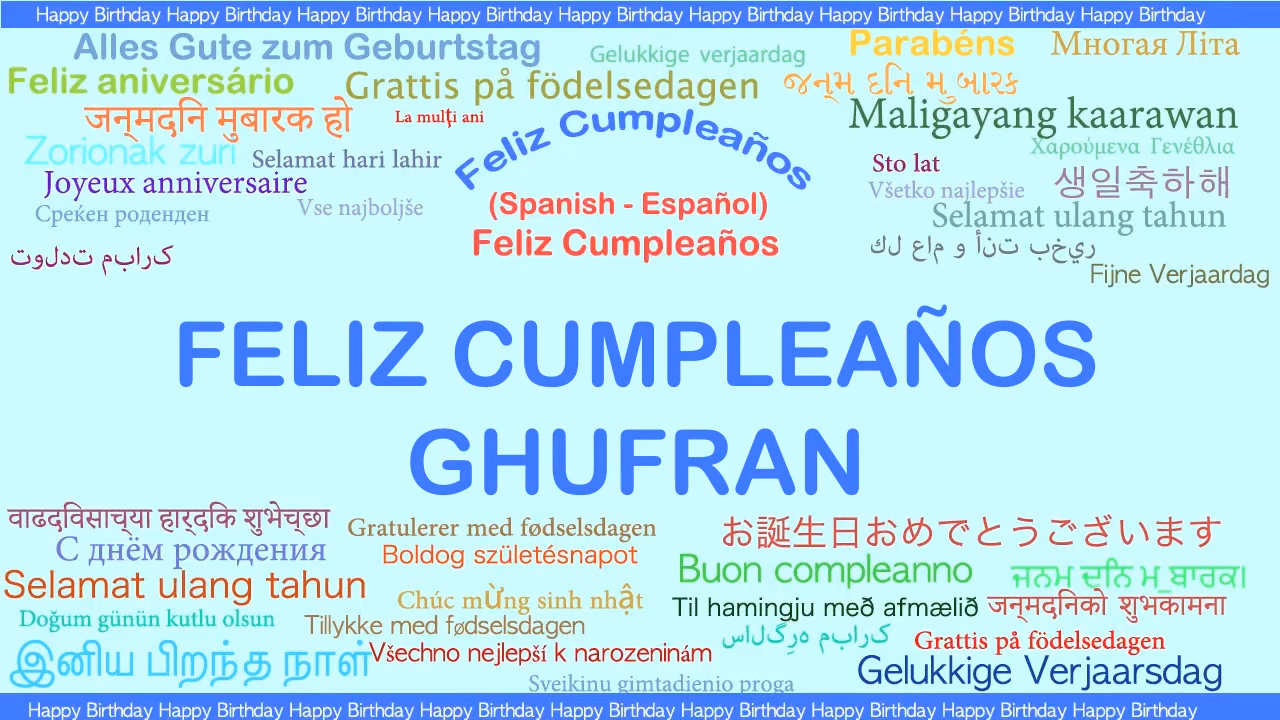 Happy Birthday Happy Birthday Happy Birthday Happy Birthday Happy Birthday Happy Birthday Happy Birthday Happy Birthday Happy Birthday
Alles Gute zum Geburtstag
Gelukkige verjaardag
Parabéns
Многая Літа
Feliz aniversário
Grattis på födelsedagen
જન્મ દિન મુબારક
जन्मदिन मुबारक हो
La mulţi ani
Feliz Cumpleaños
Maligayang kaarawan
Zorionak zuri
Selamat hari lahir
Sto lat
Χαρούμενα Γενέθλια
Joyeux anniversaire
(Spanish - Español)
Všetko najlepšie
생일축하해
Среќен роденден
Vse najboljše
Feliz Cumpleaños
Selamat ulang tahun
تولدت مبارک
كل عام و أنت بخير
Fijne Verjaardag
FELIZ CUMPLEAÑOS
GHUFRAN
वाढदिवसाच्या हार्दिक शुभेच्छा
Gratulerer med fødselsdagen
お誕生日おめでとうございます
С днём рождения
Boldog születésnapot
Buon compleanno
ਜਨਮ ਦਿਨ ਮੁਬਾਰਕ।
Selamat ulang tahun
Chúc mừng sinh nhật
Til hamingju með afmælið
जन्मदिनको शुभकामना
Doğum günün kutlu olsun
Tillykke med fødselsdagen
سالگرہ مبارک
Grattis på födelsedagen
இனிய பிறந்த நாள்
Všechno nejlepší k narozeninám
Gelukkige Verjaarsdag
Sveikinu gimtadienio proga
Happy Birthday Happy Birthday Happy Birthday Happy Birthday Happy Birthday Happy Birthday Happy Birthday Happy Birthday Happy Birthday